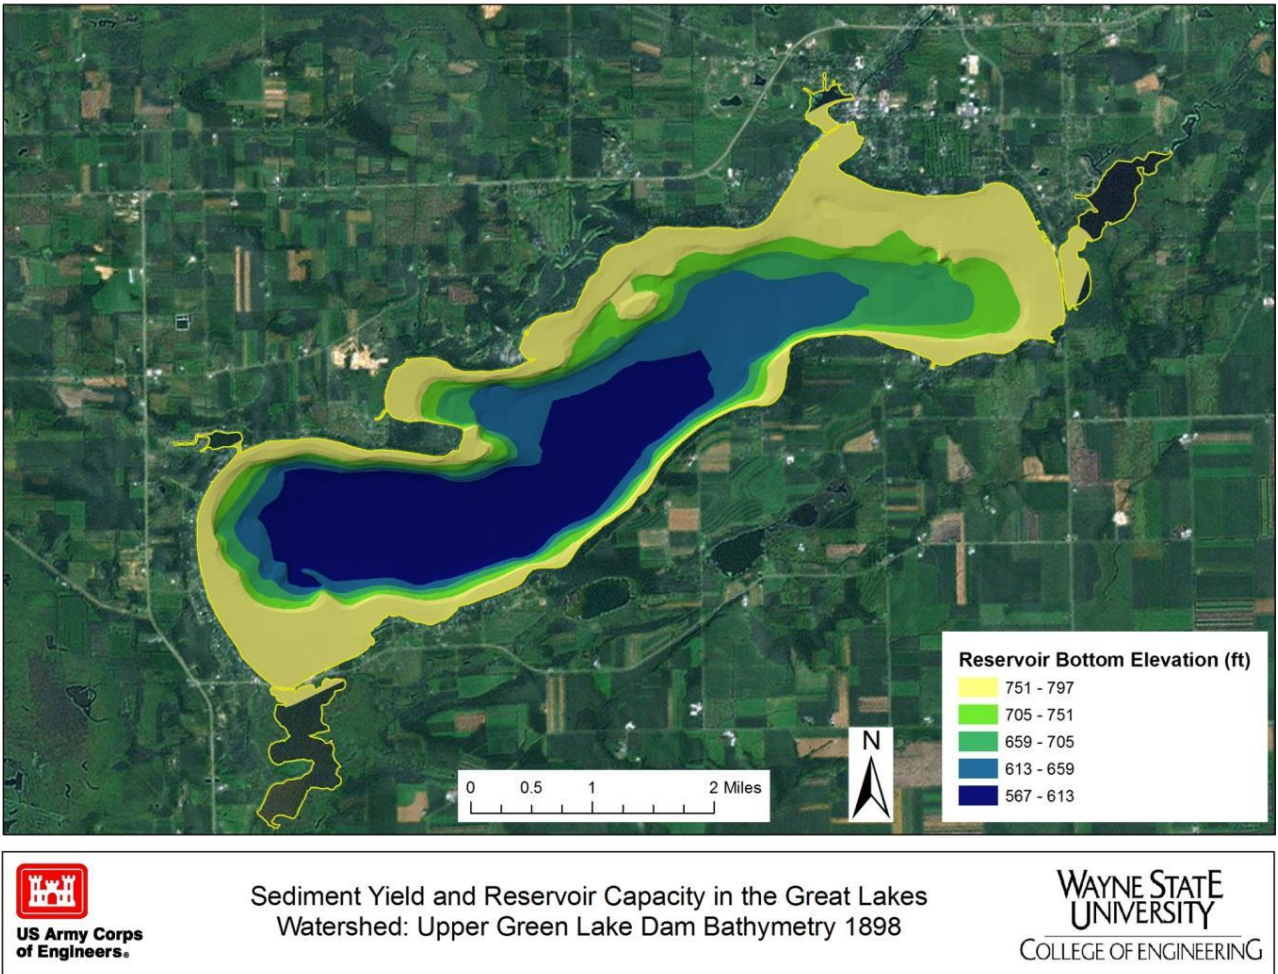 N
0 0.5 1 2 Miles
Reservoir Bottom Elevation (ft)
751 - 797
705 - 751
659 - 705
613 - 659
567 - 613
US Army Corps
of Engineers®
Sediment Yield and Reservoir Capacity in the Great Lakes
Watershed: Upper Green Lake Dam Bathymetry 1898
WAYNE STATE
UNIVERSITY
COLLEGE OF ENGINEERING